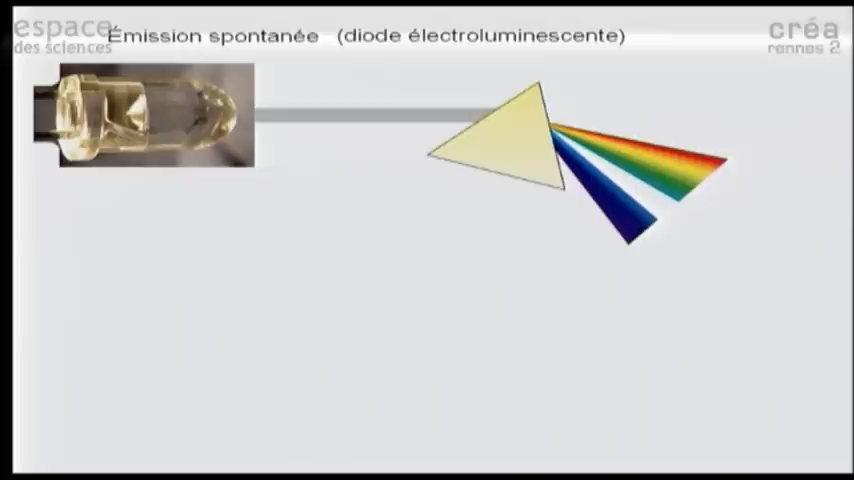 espace
des sciences
Émission spontanée (diode électroluminescente)
créa
rennes 2